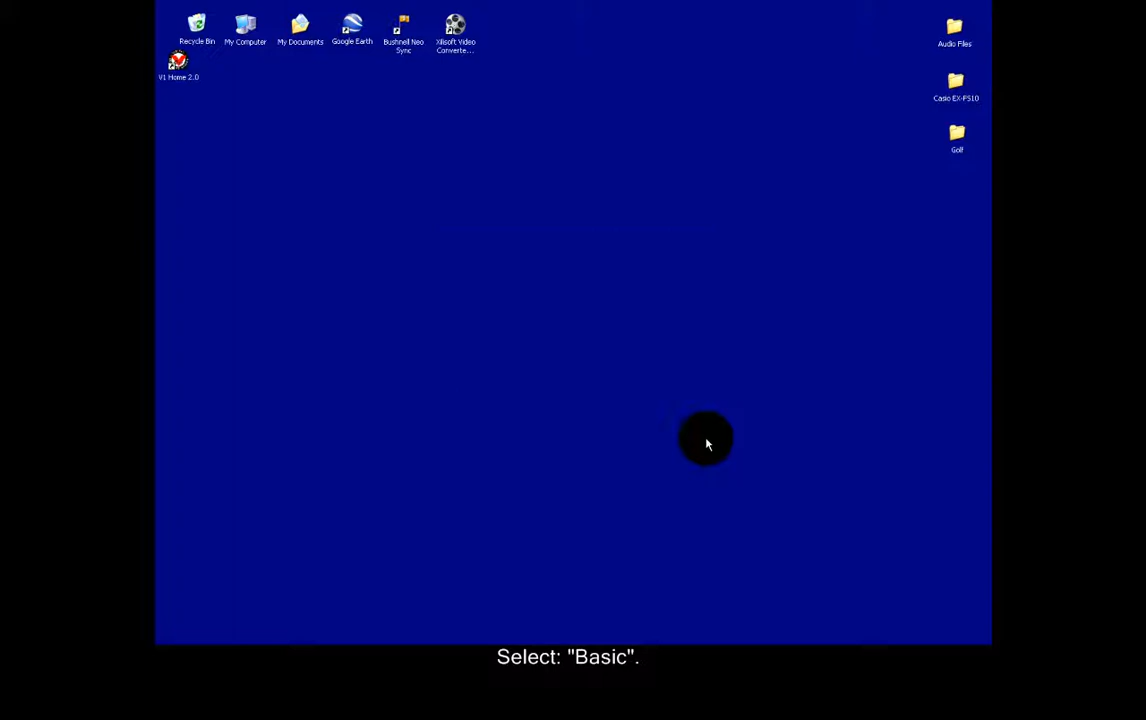 Recycle Bin
My Computer
My Documents
Google Earth
Bushnell Neo
Sync
Xilisoft Video
Converte...
V1 Home 2.0
Audio Files
Casio EX-FS10
Golf
Select: "Basic".